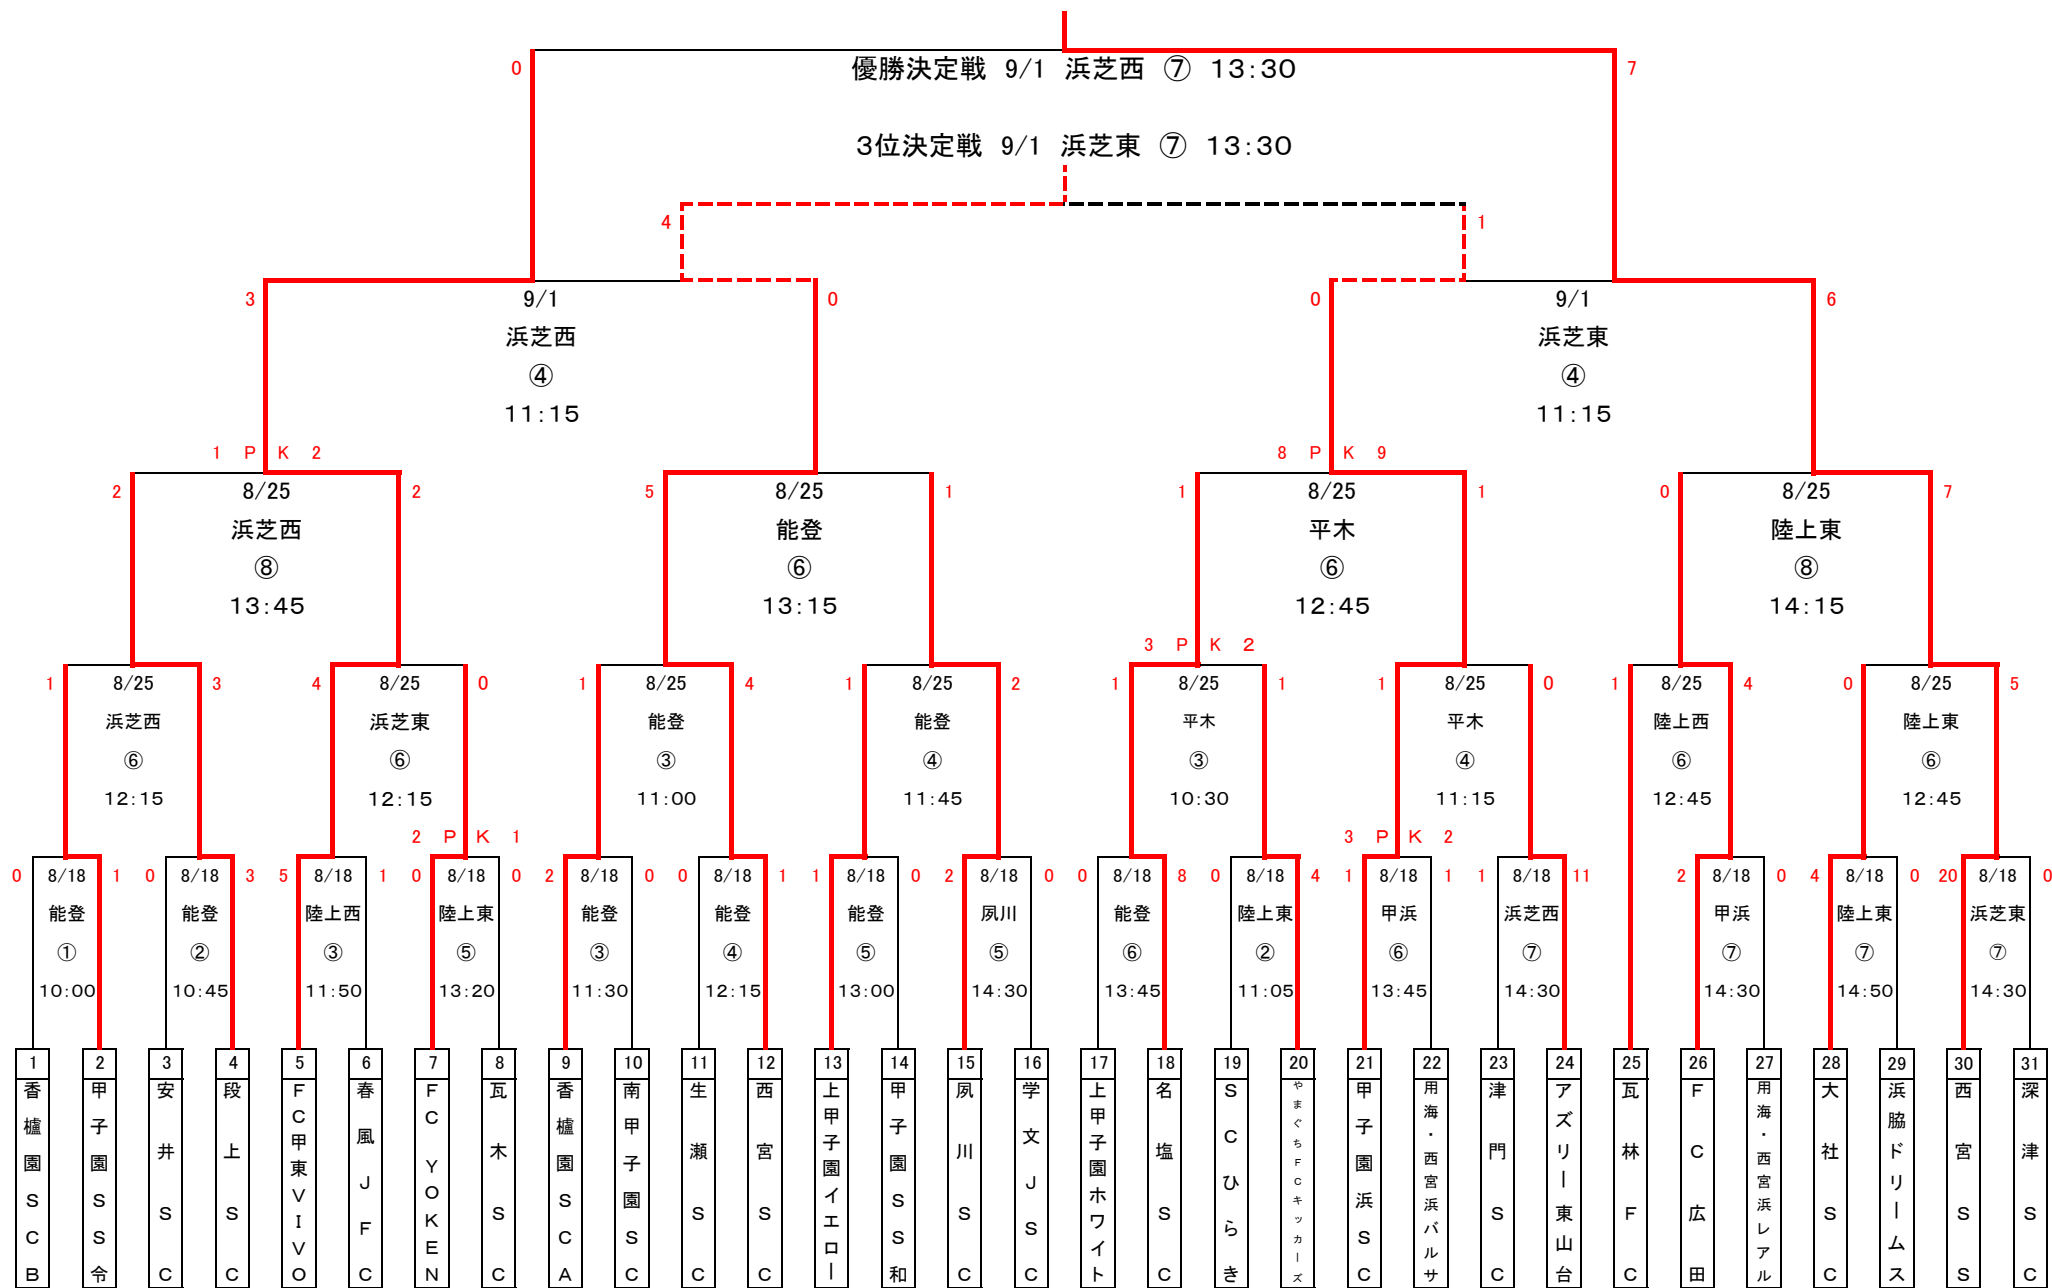 0 優勝決定戦 9/1 浜芝西 ⑦ 13:30 7
3位決定戦 9/1 浜芝東 ⑦ 13:30
4 1
3 9/1 0 0 9/1 6
浜芝西 浜芝東
④ ④
11:15 11:15
1 P K 2 8 P K 9
2 8/25 2 5 8/25 1 1 8/25 1 0 8/25 7
浜芝西 能登 平木 陸上東
⑧ ⑥ ⑥ ⑧
13:45 13:15 12:45 14:15
3 P K 2
1 8/25 3 4 8/25 0 1 8/25 4 1 8/25 2 1 8/25 1 1 8/25 0 1 8/25 4 0 8/25 5
浜芝西 浜芝東 能登 能登 平木 平木 陸上西 陸上東
⑥ ⑥ ③ ④ ③ ④ ⑥ ⑥
12:15 12:15 11:00 11:45 10:30 11:15 12:45 12:45
2 P K 1 3 P K 2
0 8/18 1 0 8/18 3 5 8/18 1 0 8/18 0 2 8/18 0 0 8/18 1 1 8/18 0 2 8/18 0 0 8/18 8 0 8/18 4 1 8/18 1 1 8/18 11 2 8/18 0 4 8/18 0 20 8/18 0
能登 能登 陸上西 陸上東 能登 能登 能登 夙川 能登 陸上東 甲浜 浜芝西 甲浜 陸上東 浜芝東
① ② ③ ⑤ ③ ④ ⑤ ⑤ ⑥ ② ⑥ ⑦ ⑦ ⑦ ⑦
10:00 10:45 11:50 13:20 11:30 12:15 13:00 14:30 13:45 11:05 13:45 14:30 14:30 14:50 14:30
1 香櫨園SCB
2 甲子園SS令
3 安井SC
4 段上SC
5 FC甲東VIVO
6 春風JFC
7 FC YOKEN
8 瓦木SC
9 香櫨園SCA
10 南甲子園SC
11 生瀬SC
12 西宮SC
13 上甲子園イエロー
14 甲子園SS和
15 夙川SC
16 学文JSC
17 上甲子園ホワイト
18 名塩SC
19 SCひらき
20 やまぐちFCキッカーズ
21 甲子園浜SC
22 用海・西宮浜バルサ
23 津門SC
24 アズリー東山台
25 瓦林FC
26 FC広田
27 用海・西宮浜レアル
28 大社SC
29 浜脇ドリームス
30 西宮SS
31 深津SC